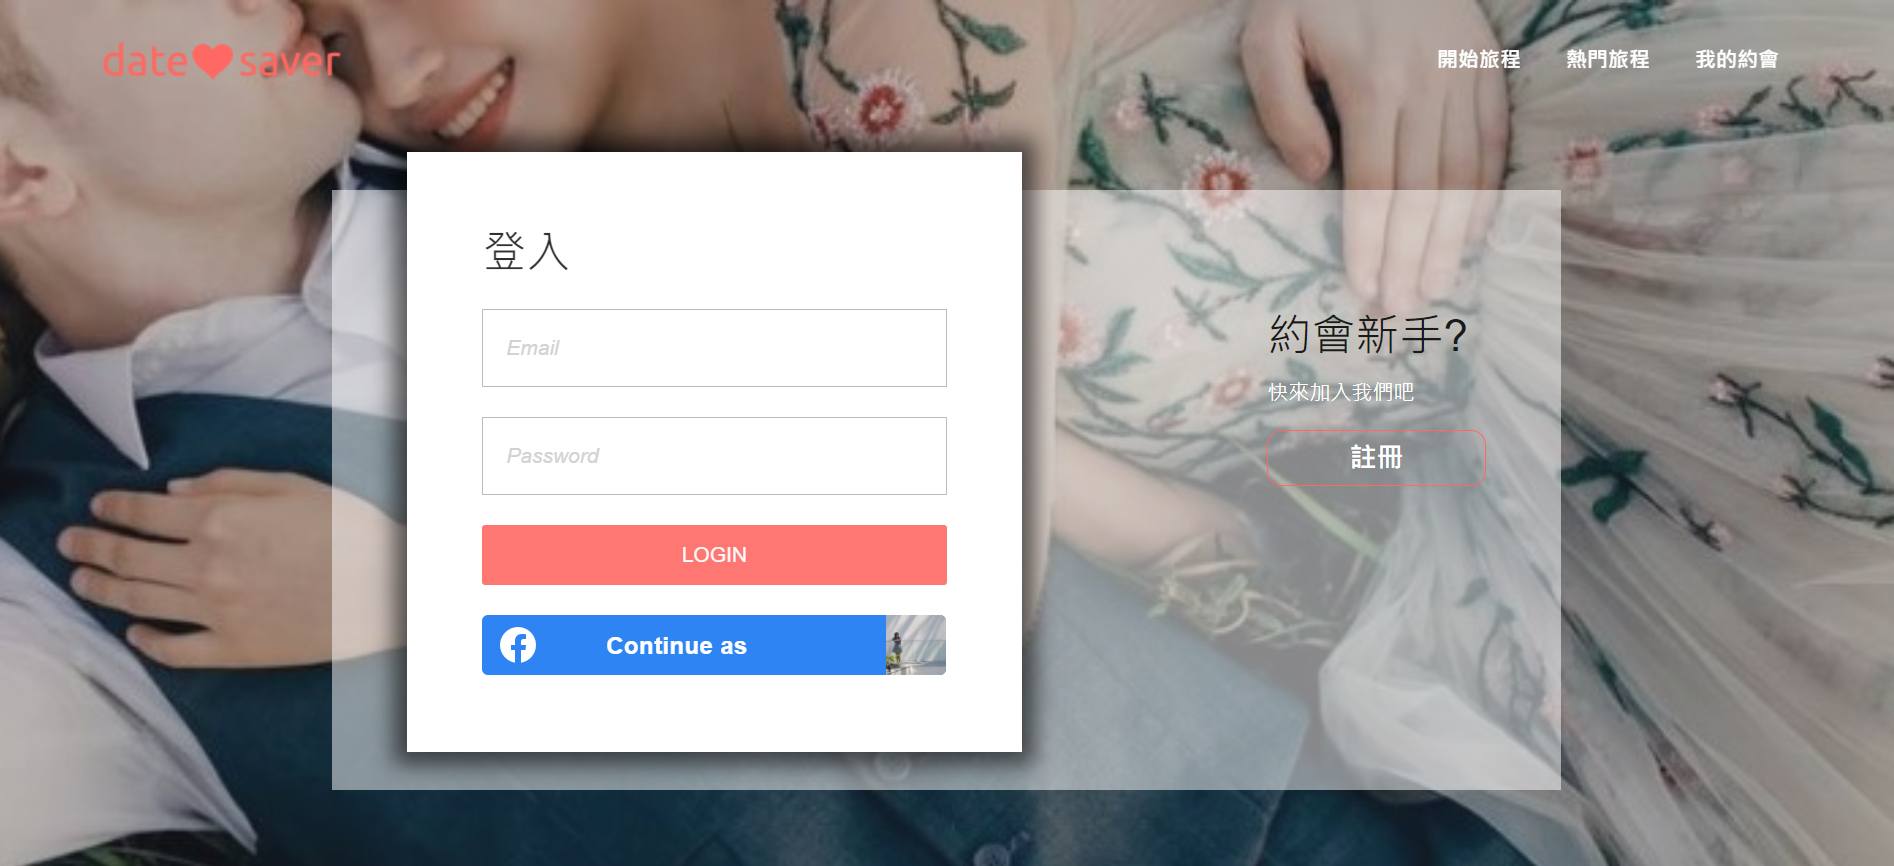 date saver
開始旅程 熱門旅程 我的約會
登入
Email
Password
LOGIN
Continue as
約會新手?
快來加入我們吧
註冊